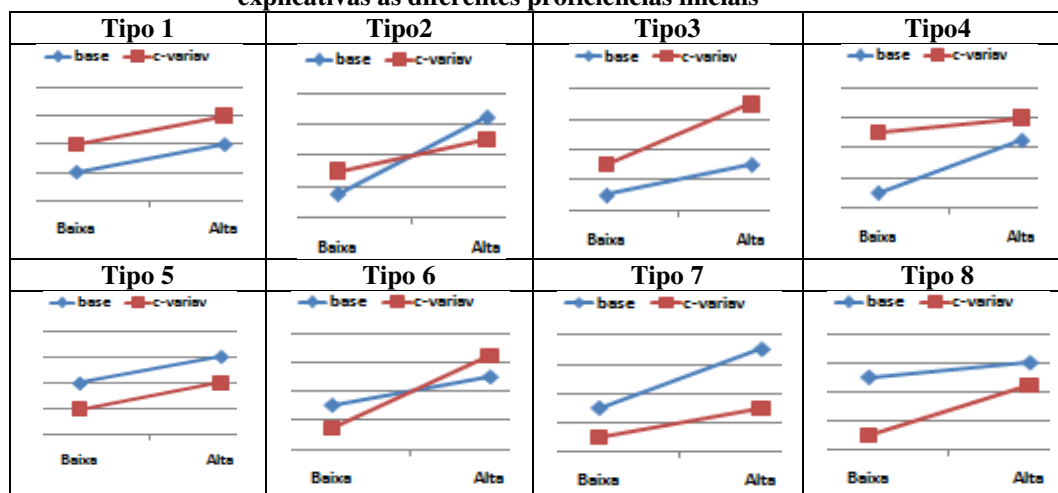 explicativas às diferentes proficiências iniciais
Tipo 1 Tipo2 Tipo3 Tipo4
base c-variav base c-variav base c-variav base c-variav
Baixa Alta Baixa Alta Baixa Alta Baixa Alta
Tipo 5 Tipo 6 Tipo 7 Tipo 8
base c-variav base c-variav base c-variav base c-variav
Baixa Alta Baixa Alta Baixa Alta Baixa Alta